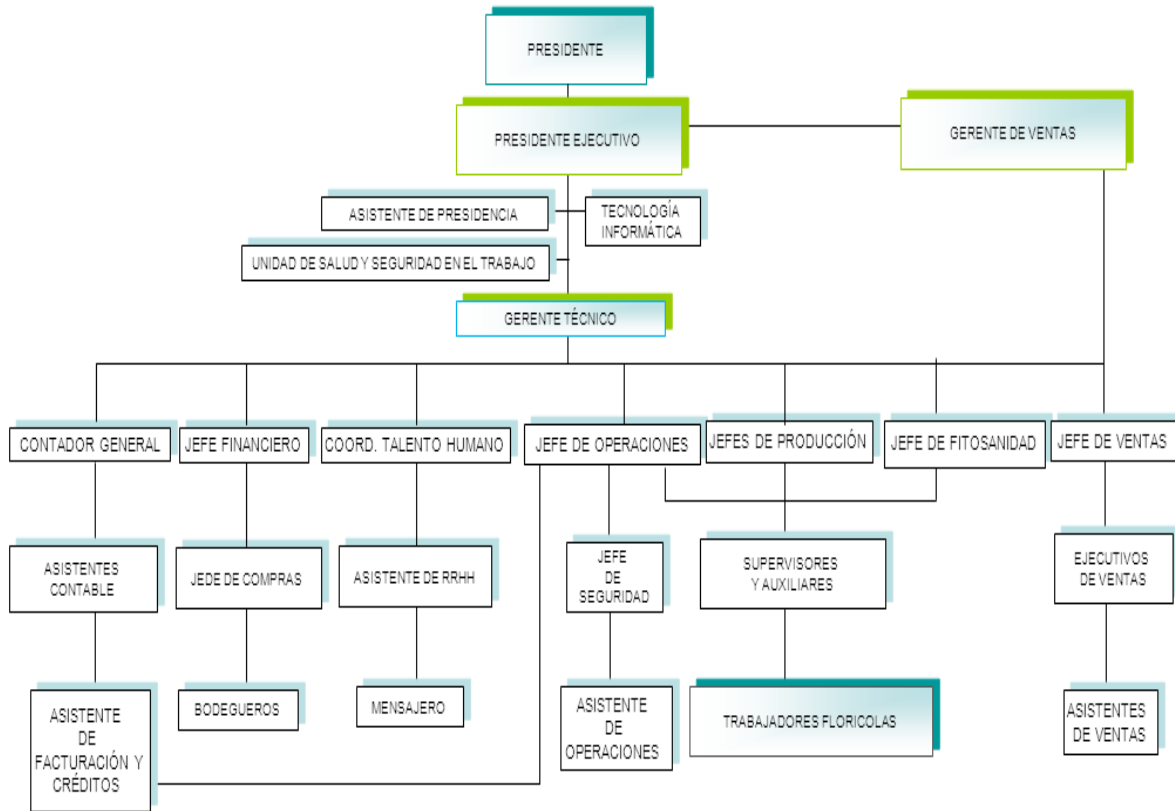 PRESIDENTE
PRESIDENTE EJECUTIVO
GERENTE DE VENTAS
ASISTENTE DE PRESIDENCIA
TECNOLOGÍA
INFORMÁTICA
UNIDAD DE SALUD Y SEGURIDAD EN EL TRABAJO
GERENTE TÉCNICO
CONTADOR GENERAL
JEFE FINANCIERO
COORD. TALENTO HUMANO
JEFE DE OPERACIONES
JEFES DE PRODUCCIÓN
JEFE DE FITOSANIDAD
JEFE DE VENTAS
ASISTENTES
CONTABLE
JEDE DE COMPRAS
ASISTENTE DE RRHH
JEFE
DE
SEGURIDAD
SUPERVISORES
Y AUXILIARES
EJECUTIVOS
DE VENTAS
ASISTENTE
DE
FACTURACIÓN Y
CRÉDITOS
BODEGUEROS
MENSAJERO
ASISTENTE
DE
OPERACIONES
TRABAJADORES FLORICOLAS
ASISTENTES
DE VENTAS